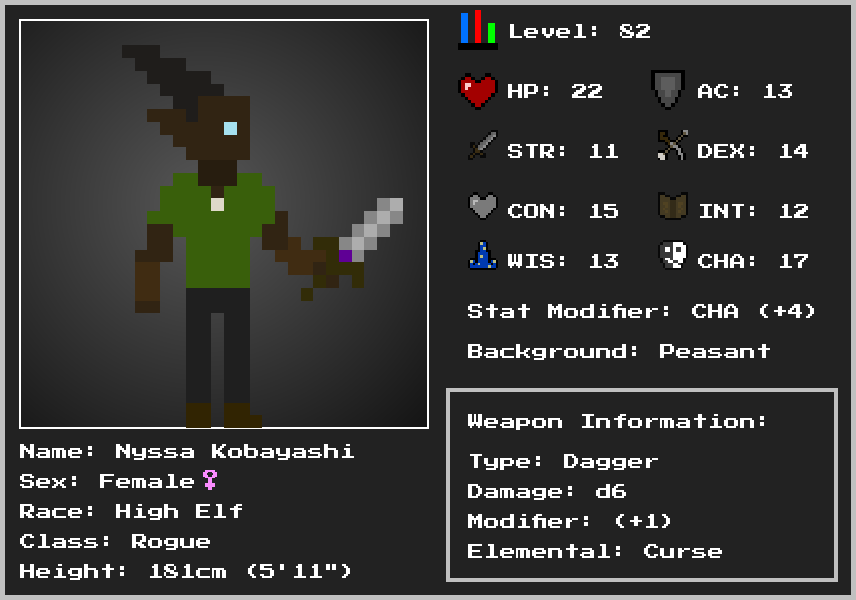 Level: 82
HP: 22
AC: 13
STR: 11
DEX: 14
CON: 15
INT: 12
WIS: 13
CHA: 17
Stat Modifier: CHA (+4)
Background: Peasant
Weapon Information:
Type: Dagger
Damage: d6
Modifier: (+1)
Elemental: Curse
Name: Nyssa Kobayashi
Sex: Female♀
Race: High Elf
Class: Rogue
Height: 181cm (5'11")